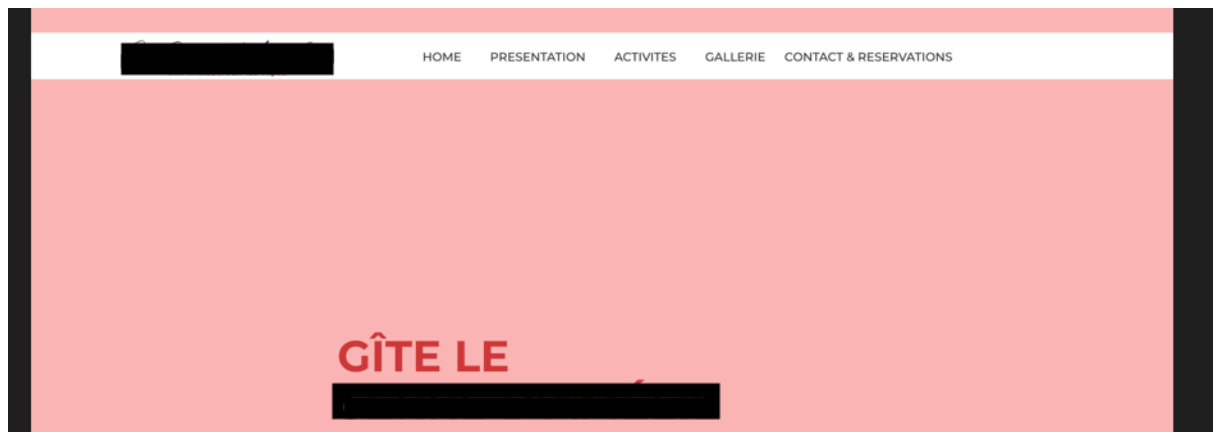 HOME PRESENTATION ACTIVITES GALLERIE CONTACT & RESERVATIONS
GÎTE LE